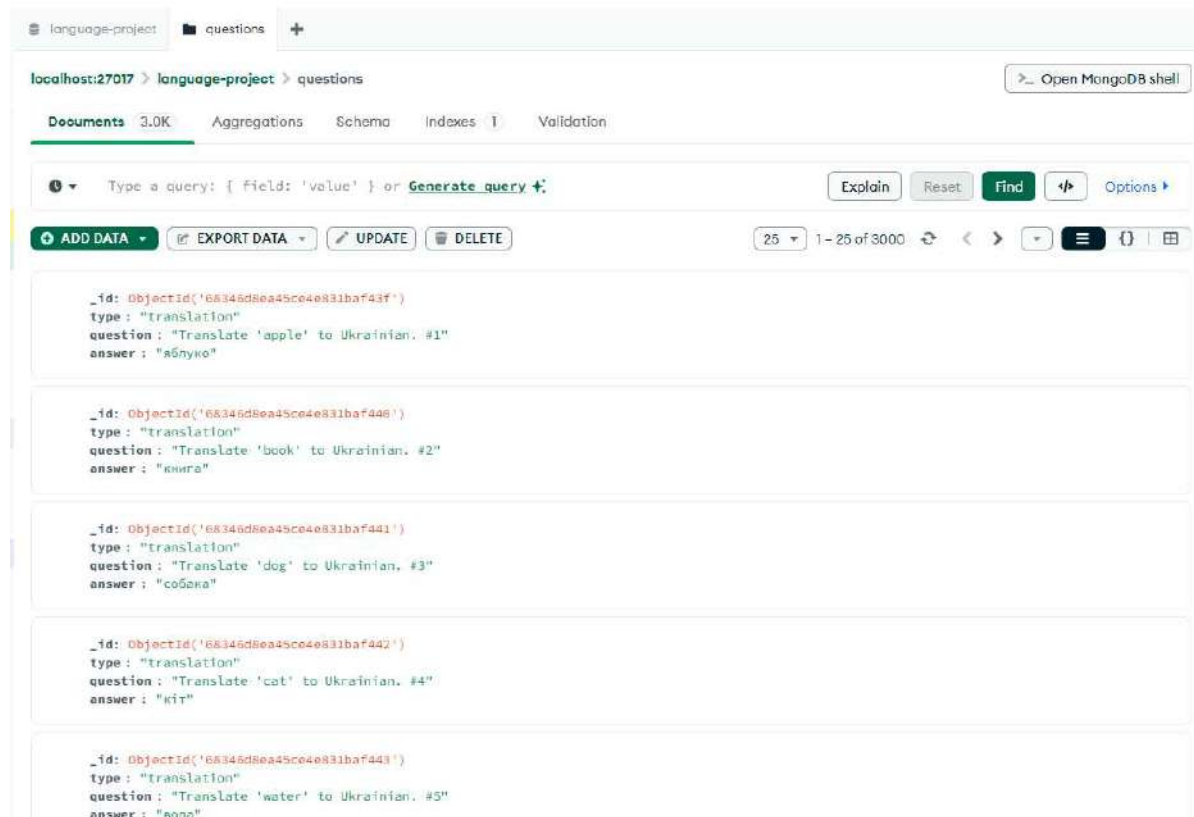 language-project questions
localhost:27017 > language-project > questions
>_ Open MongoDB shell
Documents 3.0K Aggregations Schema Indexes 1 Validation
Type a query: { field: 'value' } or Generate query
Explain Reset Find </> Options
ADD DATA EXPORT DATA UPDATE DELETE
25 1 – 25 of 3000 {}
_id: ObjectId('68346d8ea45ce4e831baf43f')
type : "translation"
question : "Translate 'apple' to Ukrainian. #1"
answer : "яблуко"
_id: ObjectId('68346d8ea45ce4e831baf440')
type : "translation"
question : "Translate 'book' to Ukrainian. #2"
answer : "книга"
_id: ObjectId('68346d8ea45ce4e831baf441')
type : "translation"
question : "Translate 'dog' to Ukrainian. #3"
answer : "собака"
_id: ObjectId('68346d8ea45ce4e831baf442')
type : "translation"
question : "Translate 'cat' to Ukrainian. #4"
answer : "кіт"
_id: ObjectId('68346d8ea45ce4e831baf443')
type : "translation"
question : "Translate 'water' to Ukrainian. #5"
answer : "вода"